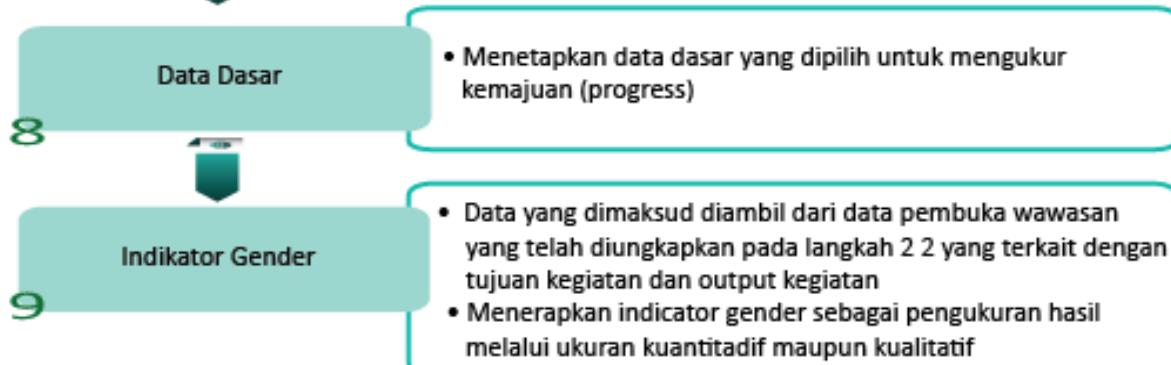 Data Dasar
8
• Menetapkan data dasar yang dipilih untuk mengukur
kemajuan (progress)
Indikator Gender
9
• Data yang dimaksud diambil dari data pembuka wawasan
yang telah diungkapkan pada langkah 2 2 yang terkait dengan
tujuan kegiatan dan output kegiatan
• Menerapkan indicator gender sebagai pengukuran hasil
melalui ukuran kuantitadif maupun kualitatif